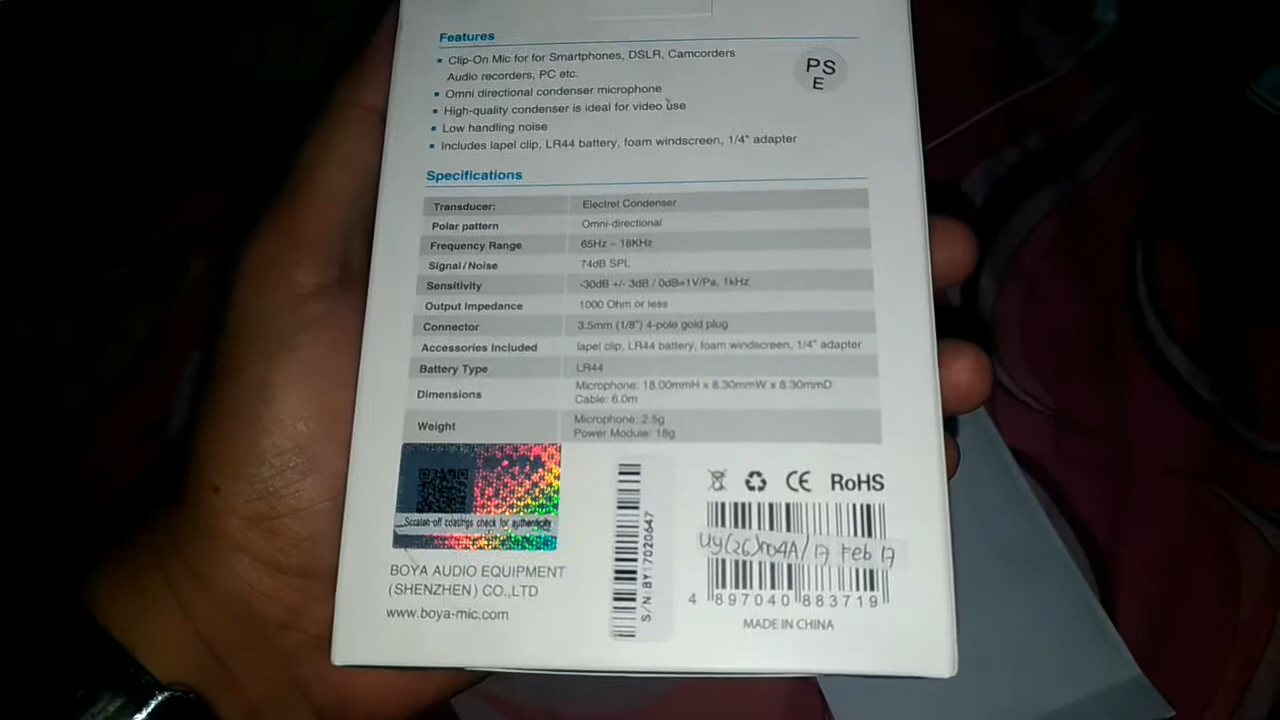 Features
Clip-On Mic for for Smartphones, DSLR, Camcorders
Audio recorders, PC etc.
Omni directional condenser microphone
High-quality condenser is ideal for video use
Low handling noise
Includes lapel clip, LR44 battery, foam windscreen, 1/4" adapter
PS
E
Specifications
Transducer: Electret Condenser
Polar pattern Omni-directional
Frequency Range 65Hz ~ 18KHz
Signal/Noise 74dB SPL
Sensitivity -30dB +/- 3dB / 0dB=1V/Pa, 1kHz
Output Impedance 1000 Ohm or less
Connector 3.5mm (1/8") 4-pole gold plug
Accessories Included lapel clip, LR44 battery, foam windscreen, 1/4" adapter
Battery Type LR44
Dimensions Microphone: 18.00mmH x 8.30mmW x 8.30mmD
Cable: 6.0m
Weight Microphone: 2.5g
Power Module: 18g
Scratch-off coatings check for authenticity
BOYA AUDIO EQUIPMENT
(SHENZHEN) CO.,LTD
www.boya-mic.com
S/N:BY17020647
CE RoHS
17 Feb 17
4 897040 883719
MADE IN CHINA